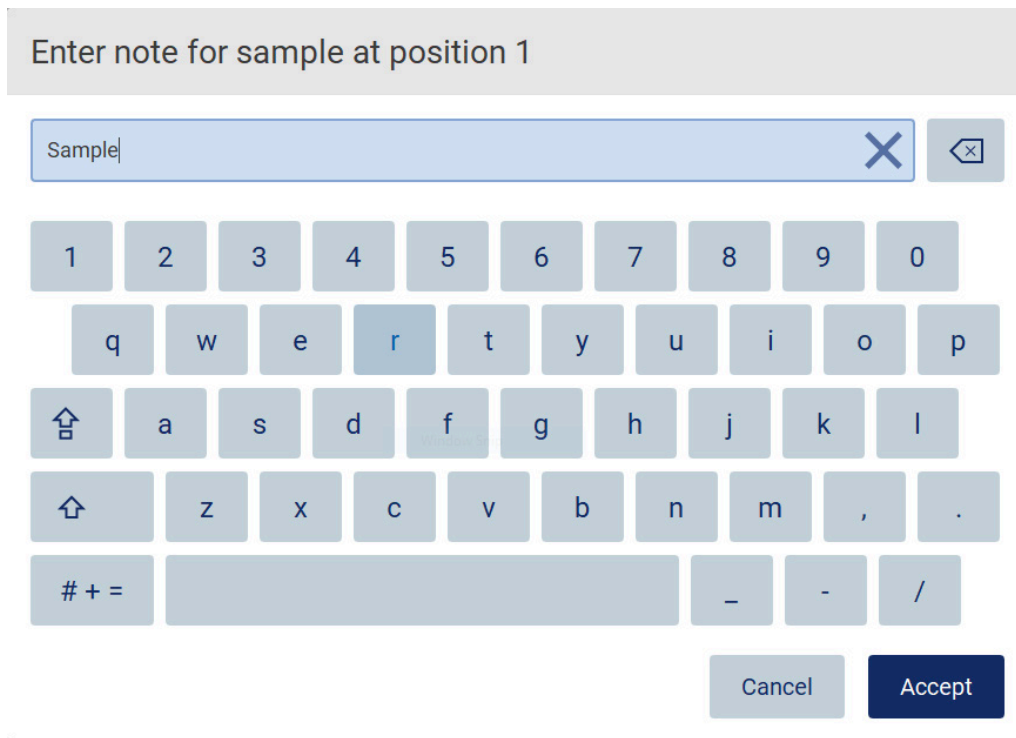 Enter note for sample at position 1
Sample
1 2 3 4 5 6 7 8 9 0
q w e r t y u i o p
a s d f g h j k l
z x c v b n m , .
# + = _ - /
Cancel Accept